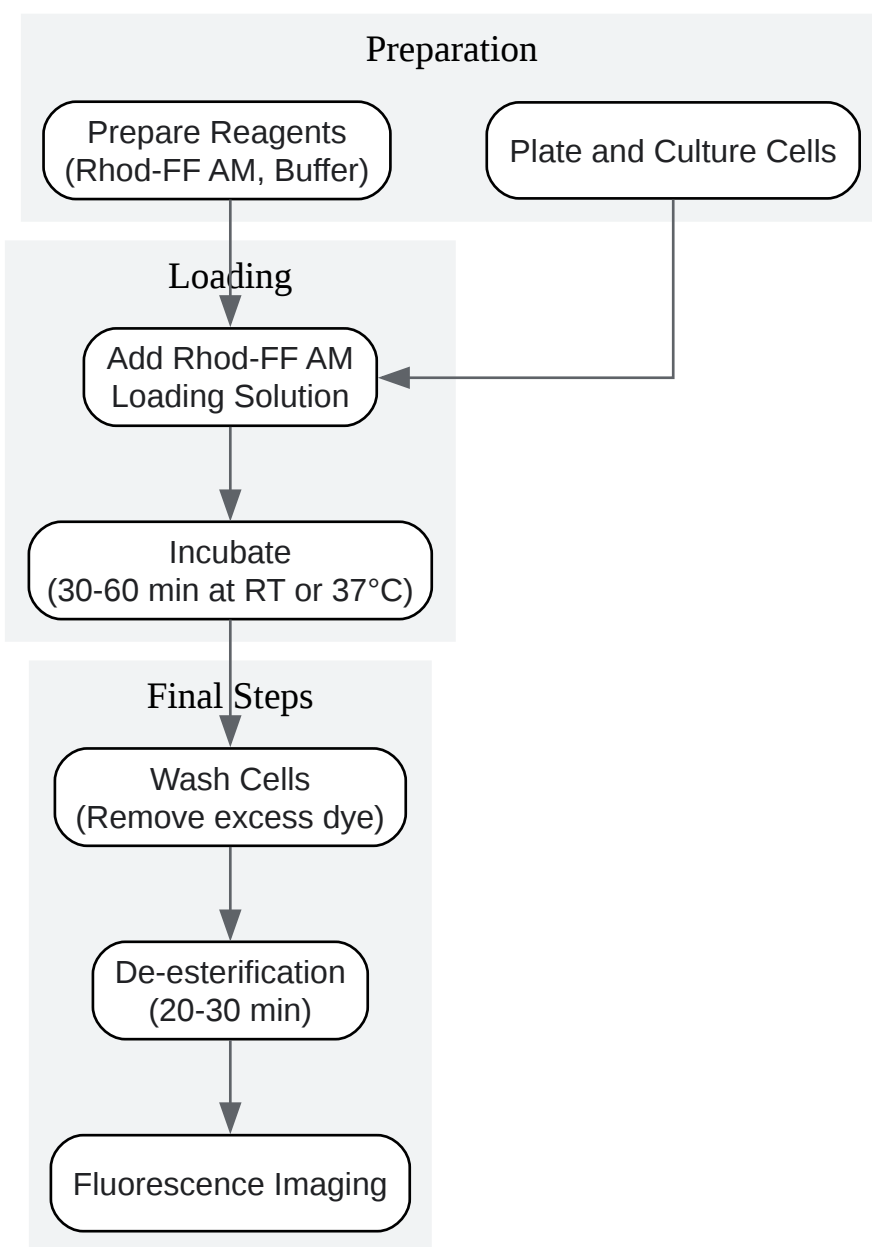 Preparation
Prepare Reagents
(Rhod-FF AM, Buffer)
Plate and Culture Cells
Loading
Add Rhod-FF AM
Loading Solution
Incubate
(30-60 min at RT or 37°C)
Final Steps
Wash Cells
(Remove excess dye)
De-esterification
(20-30 min)
Fluorescence Imaging